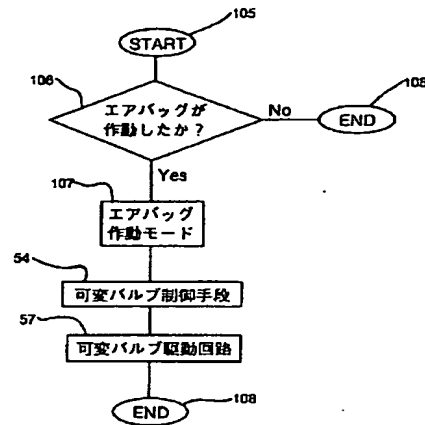 105
START
106
エアバッグが
作動したか?
No
108
END
Yes
107
エアバッグ
作動モード
54
可変バルブ制御手段
57
可変バルブ駆動回路
END
108